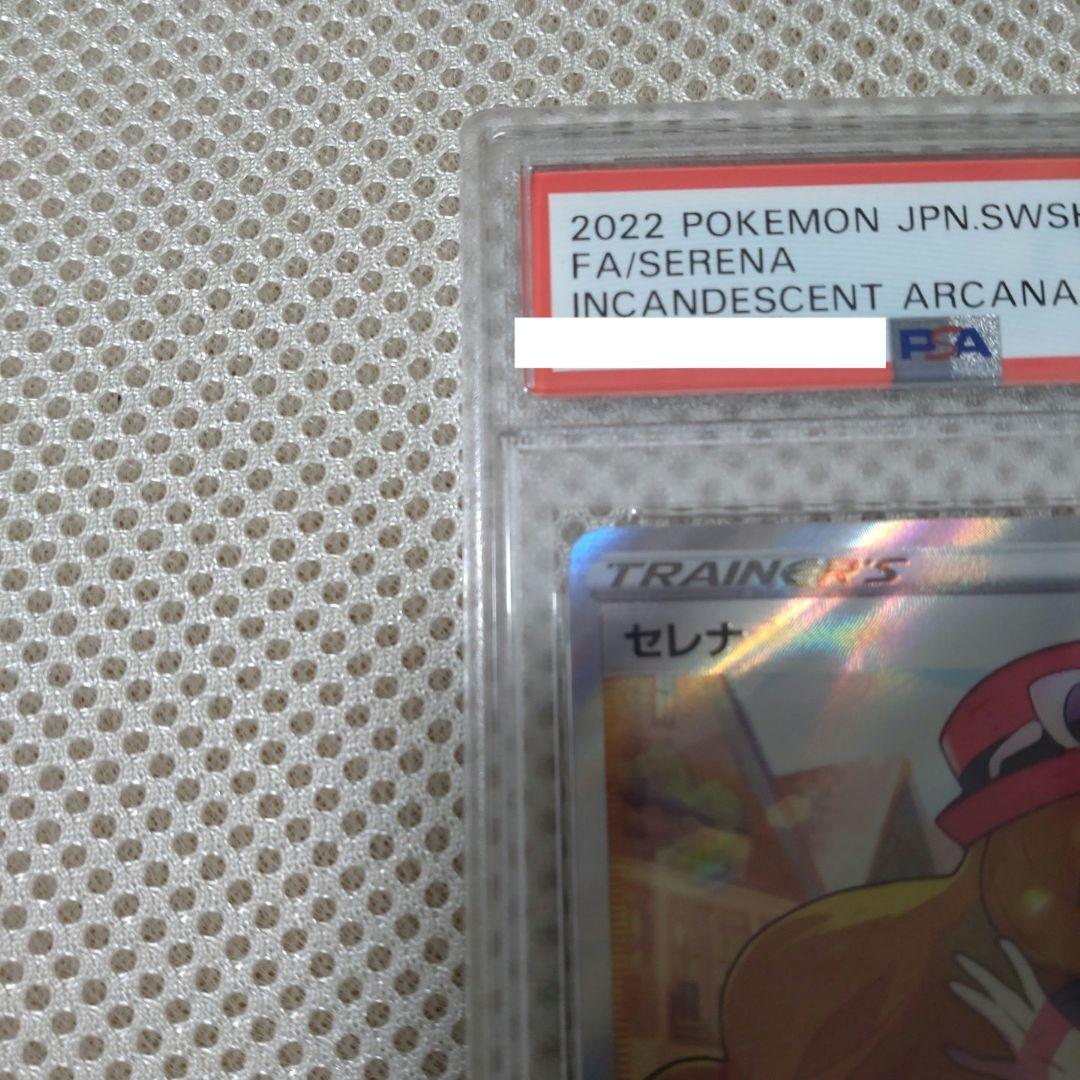 2022 POKEMON JPN.SWSH
FA/SERENA
INCANDESCENT ARCANA
PSA
TRAINER'S
セレナ